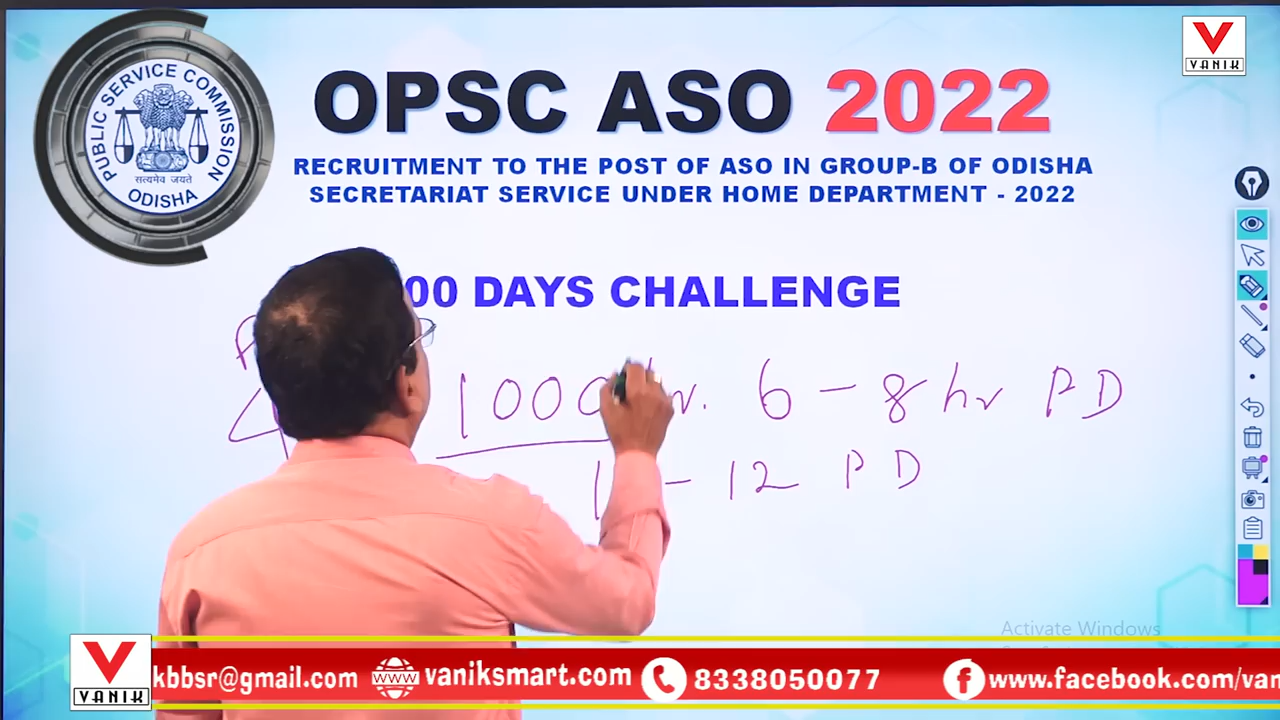 PUBLIC SERVICE COMMISSION
सत्यमेव जयते
ODISHA
V
VANIK
OPSC ASO 2022
RECRUITMENT TO THE POST OF ASO IN GROUP-B OF ODISHA
SECRETARIAT SERVICE UNDER HOME DEPARTMENT - 2022
00 DAYS CHALLENGE
1000 hr. 6 - 8 hr PD
- 12 PD
Activate Windows
V
VANIK
kbbsr@gmail.com www vaniksmart.com 8338050077 f www.facebook.com/van